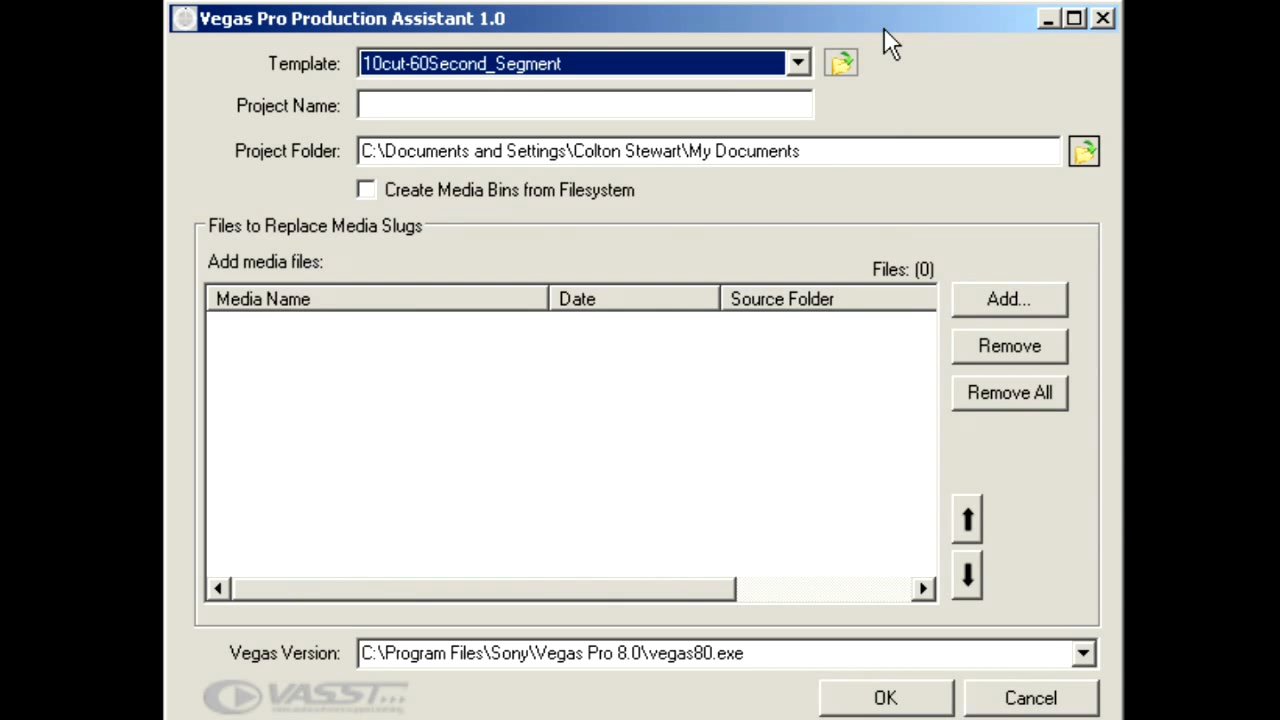 Vegas Pro Production Assistant 1.0
Template: 10cut-60Second_Segment
Project Name:
Project Folder: C:\Documents and Settings\Colton Stewart\My Documents
Create Media Bins from Filesystem
Files to Replace Media Slugs
Add media files:
Files: (0)
Media Name Date Source Folder
Add...
Remove
Remove All
Vegas Version: C:\Program Files\Sony\Vegas Pro 8.0\vegas80.exe
VASST...
OK Cancel